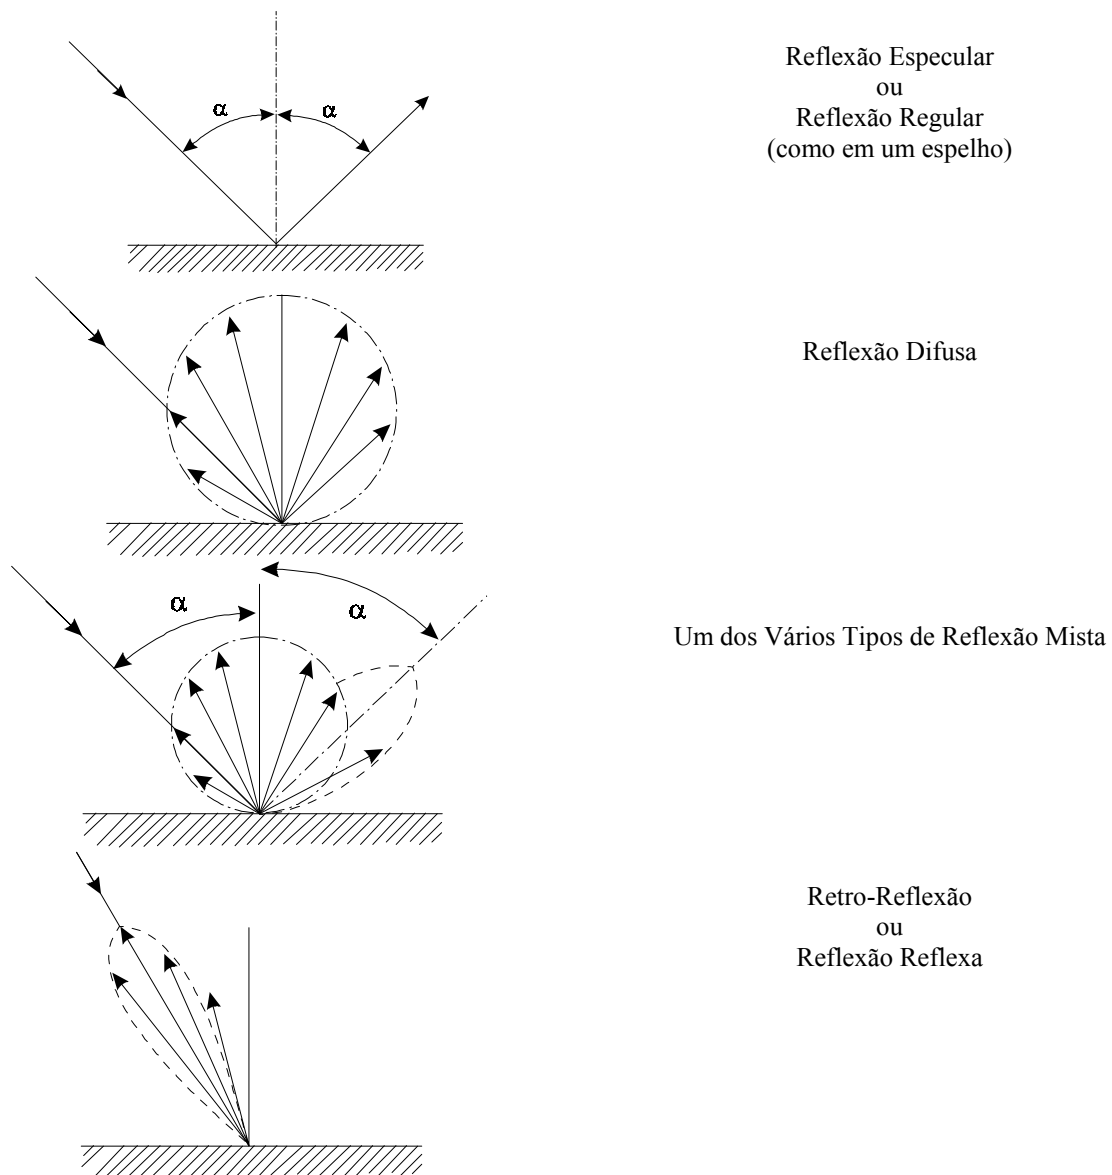 α
α
Reflexão Especular
ou
Reflexão Regular
(como em um espelho)
Reflexão Difusa
α
α
Um dos Vários Tipos de Reflexão Mista
Retro-Reflexão
ou
Reflexão Reflexa